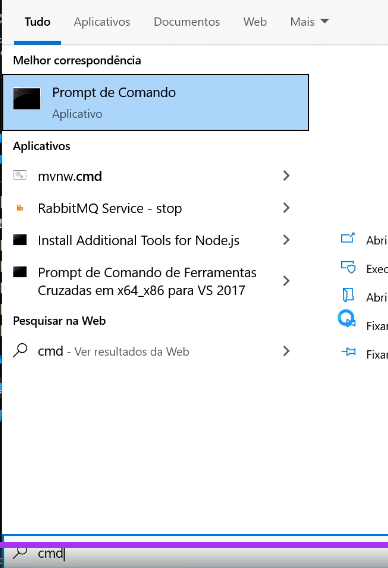 Tudo Aplicativos Documentos Web Mais
Melhor correspondência
Prompt de Comando
Aplicativo
Aplicativos
mvnw.cmd
RabbitMQ Service - stop
Install Additional Tools for Node.js
Abri
Prompt de Comando de Ferramentas
Cruzadas em x64_x86 para VS 2017
Exec
Abri
Pesquisar na Web
Fixa
cmd - Ver resultados da Web
Fixa
cmd